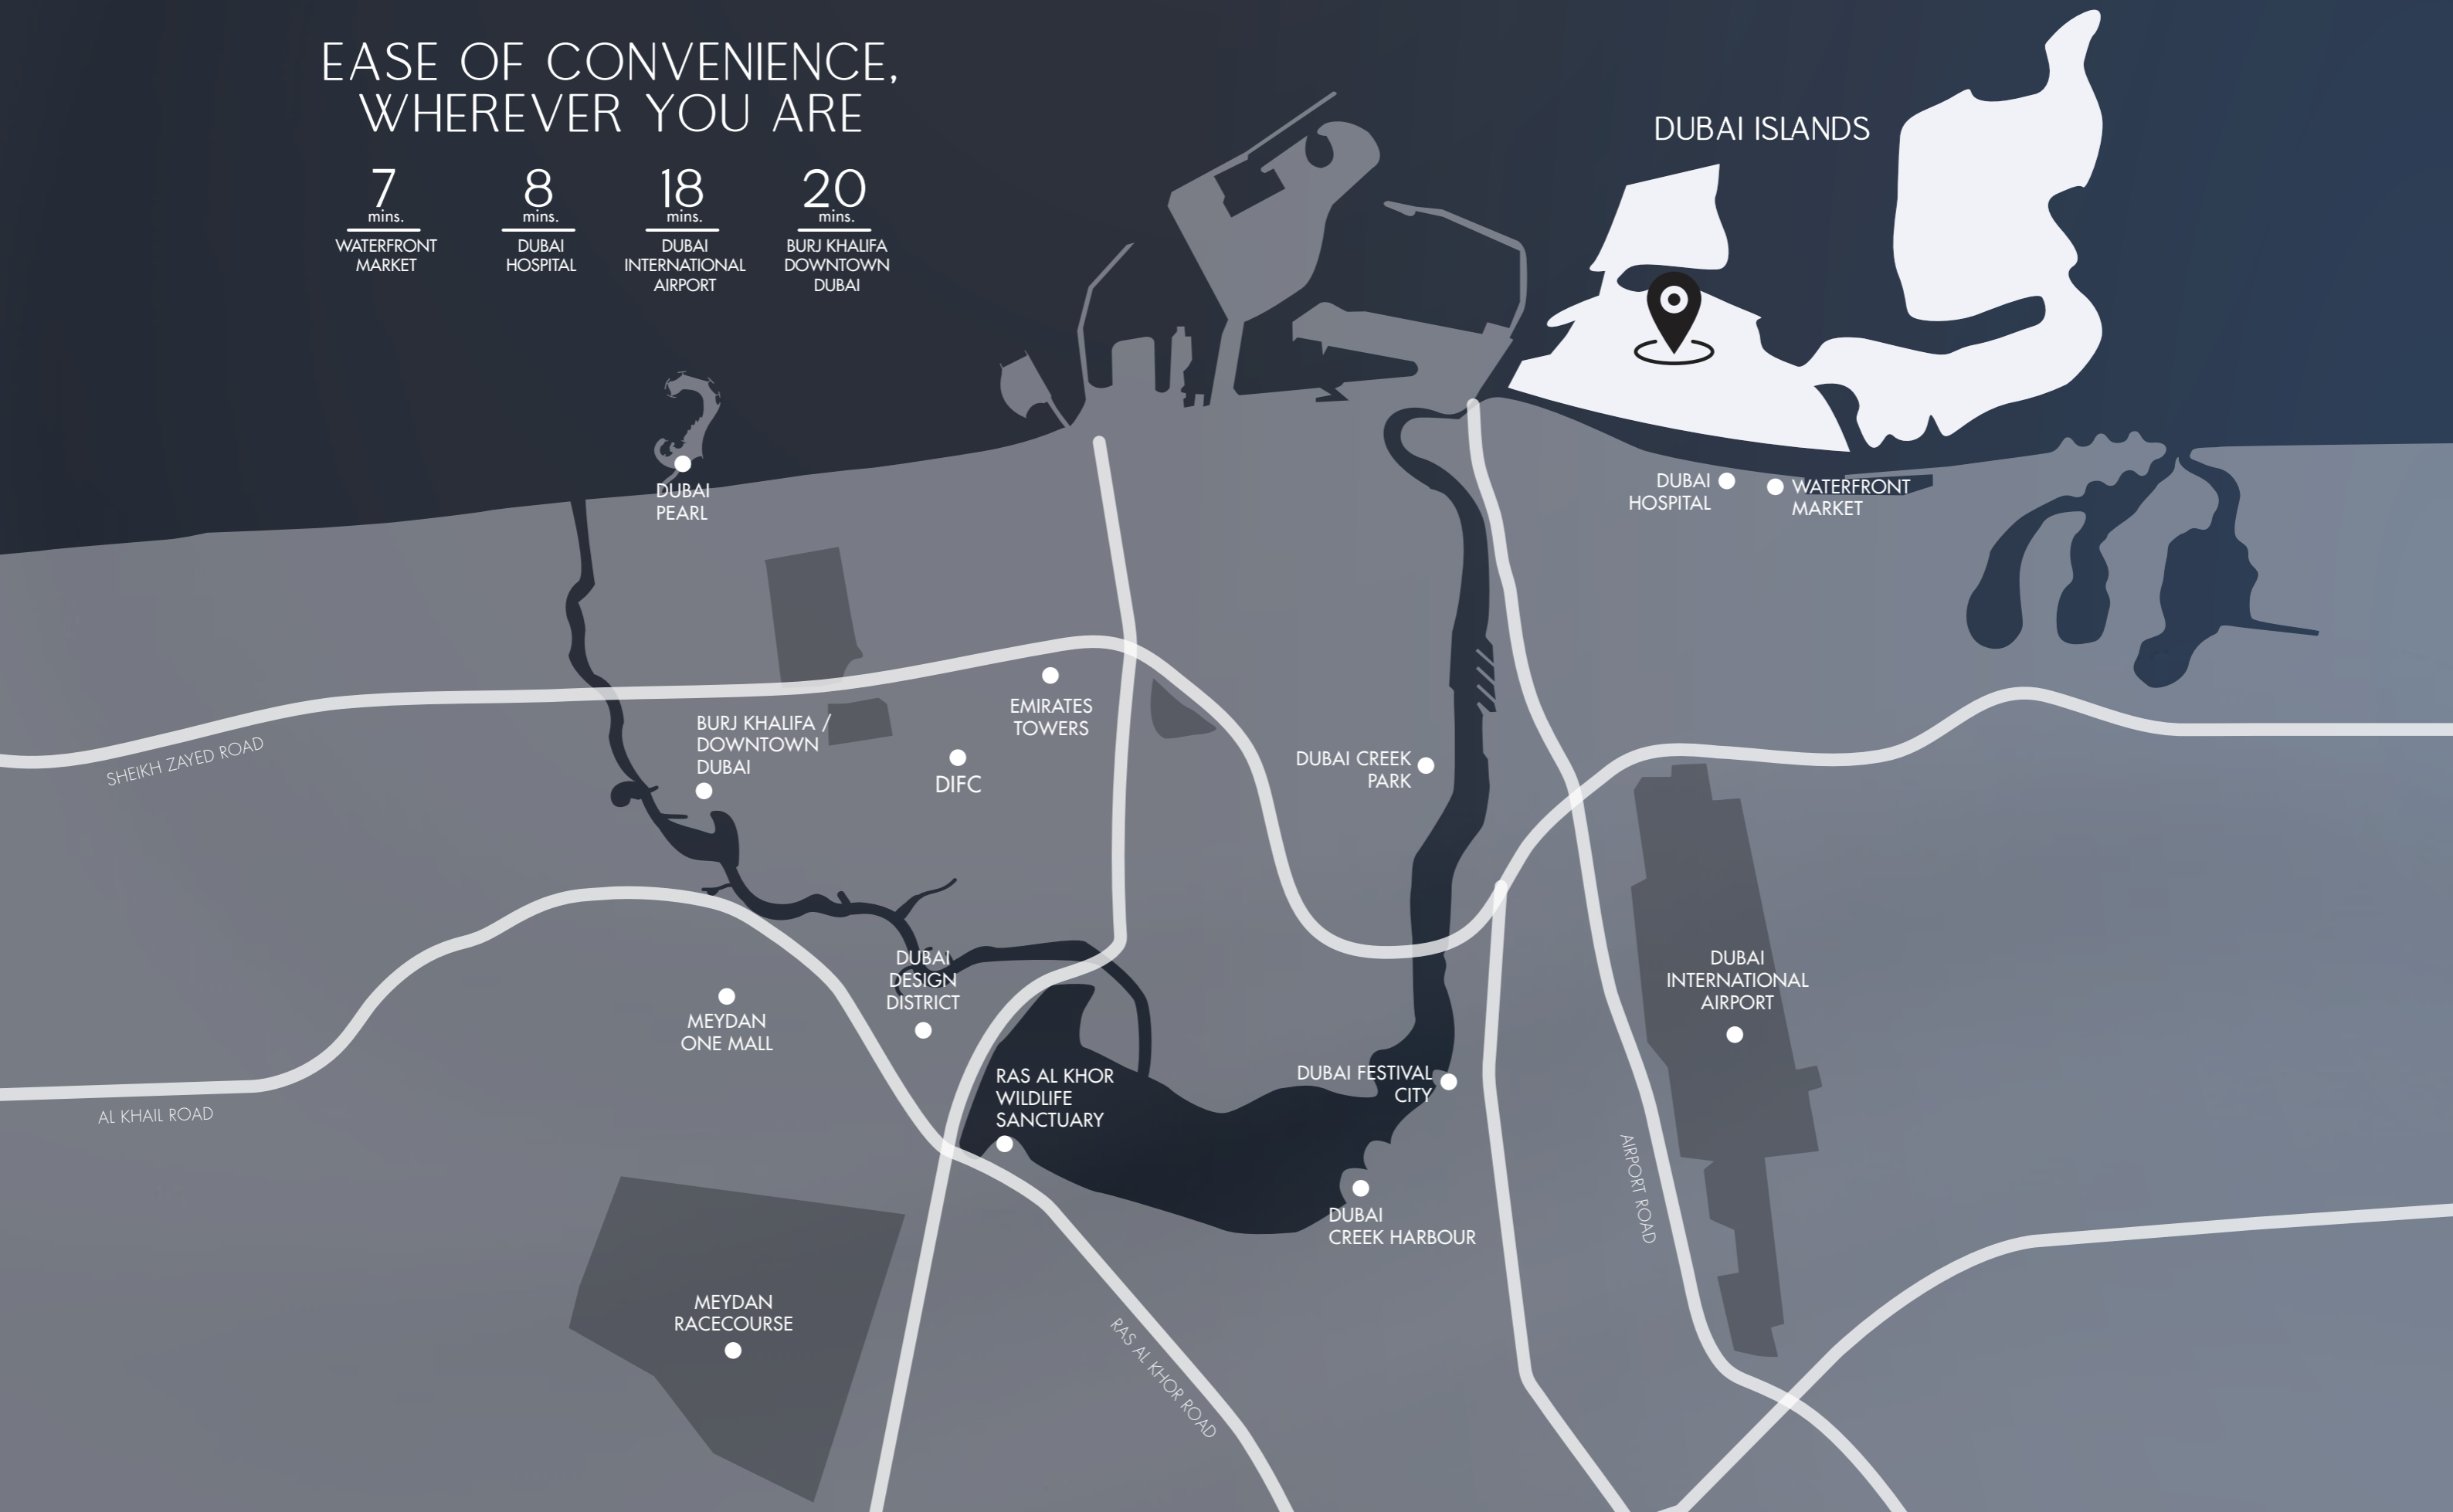 EASE OF CONVENIENCE,
WHEREVER YOU ARE
7
mins.
WATERFRONT
MARKET
8
mins.
DUBAI
HOSPITAL
18
mins.
DUBAI
INTERNATIONAL
AIRPORT
20
mins.
BURJ KHALIFA
DOWNTOWN
DUBAI
DUBAI ISLANDS
DUBAI
PEARL
DUBAI
HOSPITAL
WATERFRONT
MARKET
SHEIKH ZAYED ROAD
BURJ KHALIFA /
DOWNTOWN
DUBAI
EMIRATES
TOWERS
DIFC
DUBAI CREEK
PARK
DUBAI
DESIGN
DISTRICT
DUBAI
INTERNATIONAL
AIRPORT
MEYDAN
ONE MALL
AL KHAIL ROAD
RAS AL KHOR
WILDLIFE
SANCTUARY
DUBAI FESTIVAL
CITY
AIRPORT ROAD
DUBAI
CREEK HARBOUR
MEYDAN
RACECOURSE
RAS AL KHOR ROAD